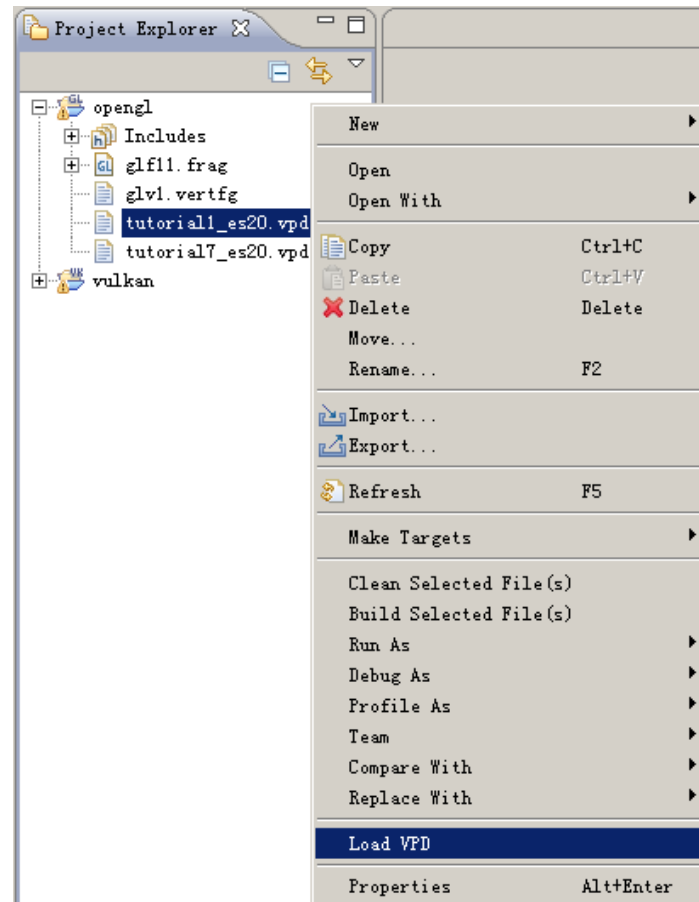 Project Explorer
opengl
Includes
glf11.frag
glv1.vertfg
tutorial1_es20.vpd
tutorial7_es20.vpd
vulkan
New
Open
Open With
Copy Ctrl+C
Paste Ctrl+V
Delete Delete
Move...
Rename... F2
Import...
Export...
Refresh F5
Make Targets
Clean Selected File(s)
Build Selected File(s)
Run As
Debug As
Profile As
Team
Compare With
Replace With
Load VPD
Properties Alt+Enter